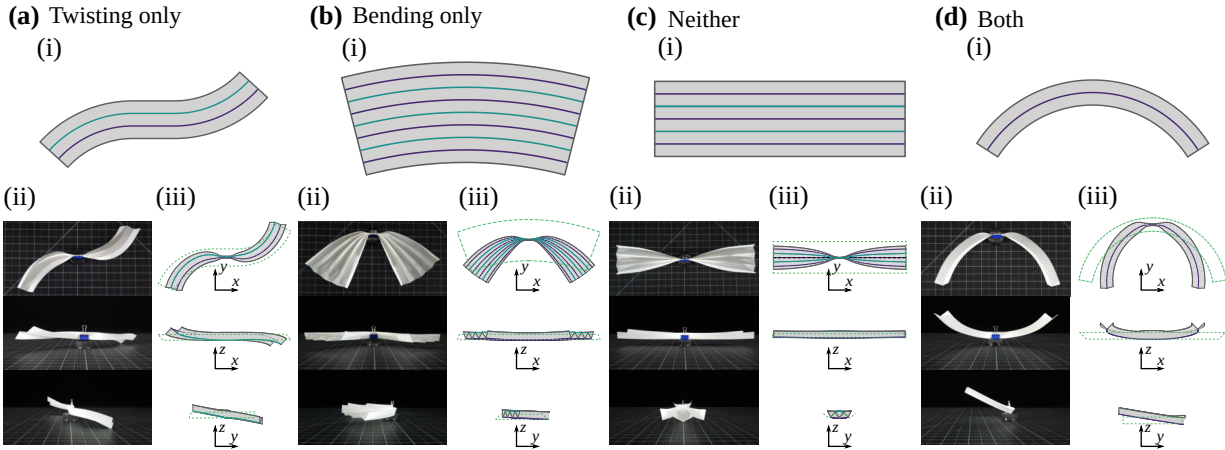 (a) Twisting only
(b) Bending only
(c) Neither
(d) Both
(i)
(i)
(i)
(i)
(ii)
(iii)
(ii)
(iii)
(ii)
(iii)
(ii)
(iii)
y
x
y
x
y
x
y
x
z
x
z
x
z
x
z
x
z
y
z
y
z
y
z
y